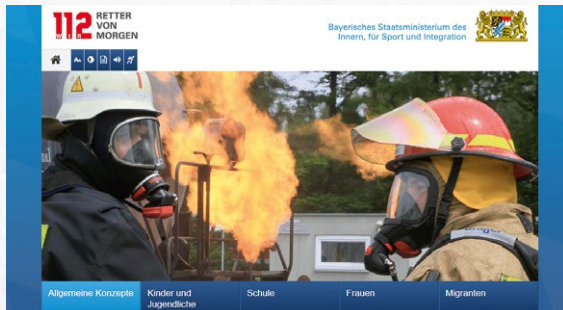 112 RETTER
VON
MORGEN
Bayerisches Staatsministerium des
Innern, für Sport und Integration
Allgemeine Konzepte
Kinder und
Jugendliche
Schule
Frauen
Migranten